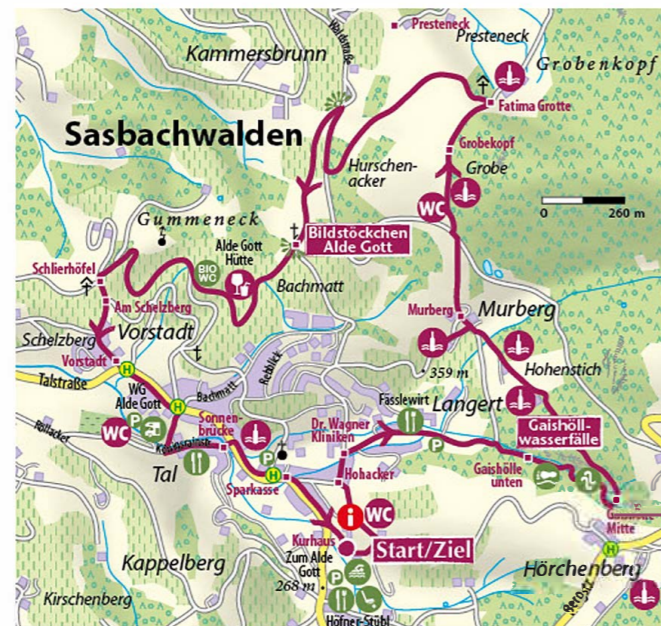 Waldstraße
Presteneck
Presteneck
Kammersbrunn
Grobenkopf
Fatima Grotte
Sasbachwalden
Grobekopf
Grobe
Hurschen-
acker
WC
0
260 m
Gummeneck
Bildstöckchen
Alde Gott
Alde Gott
Hütte
BIO
WC
Schlierhöfel
Bachmatt
Am Schelzberg
Murberg
Murberg
Schelzberg
Vorstadt
Vorstadt
359 m
Hohenstich
Talstraße
H
Rebblick
Bachmatt
WG
Alde Gott
H
Fässlewirt
Langert
Gaishöll-
wasserfälle
Sonnen-
brücke
Dr. Wagner
Kliniken
WC
P
P
P
Tal
Gaishölle
unten
Sparkasse
H
Hohacker
Mitte
i
WC
Kurhaus
Zum Alde
Gott
Start/Ziel
H
Kappelberg
Hörchenberg
268 m
P
Kirschenberg
Höfner-Stübl